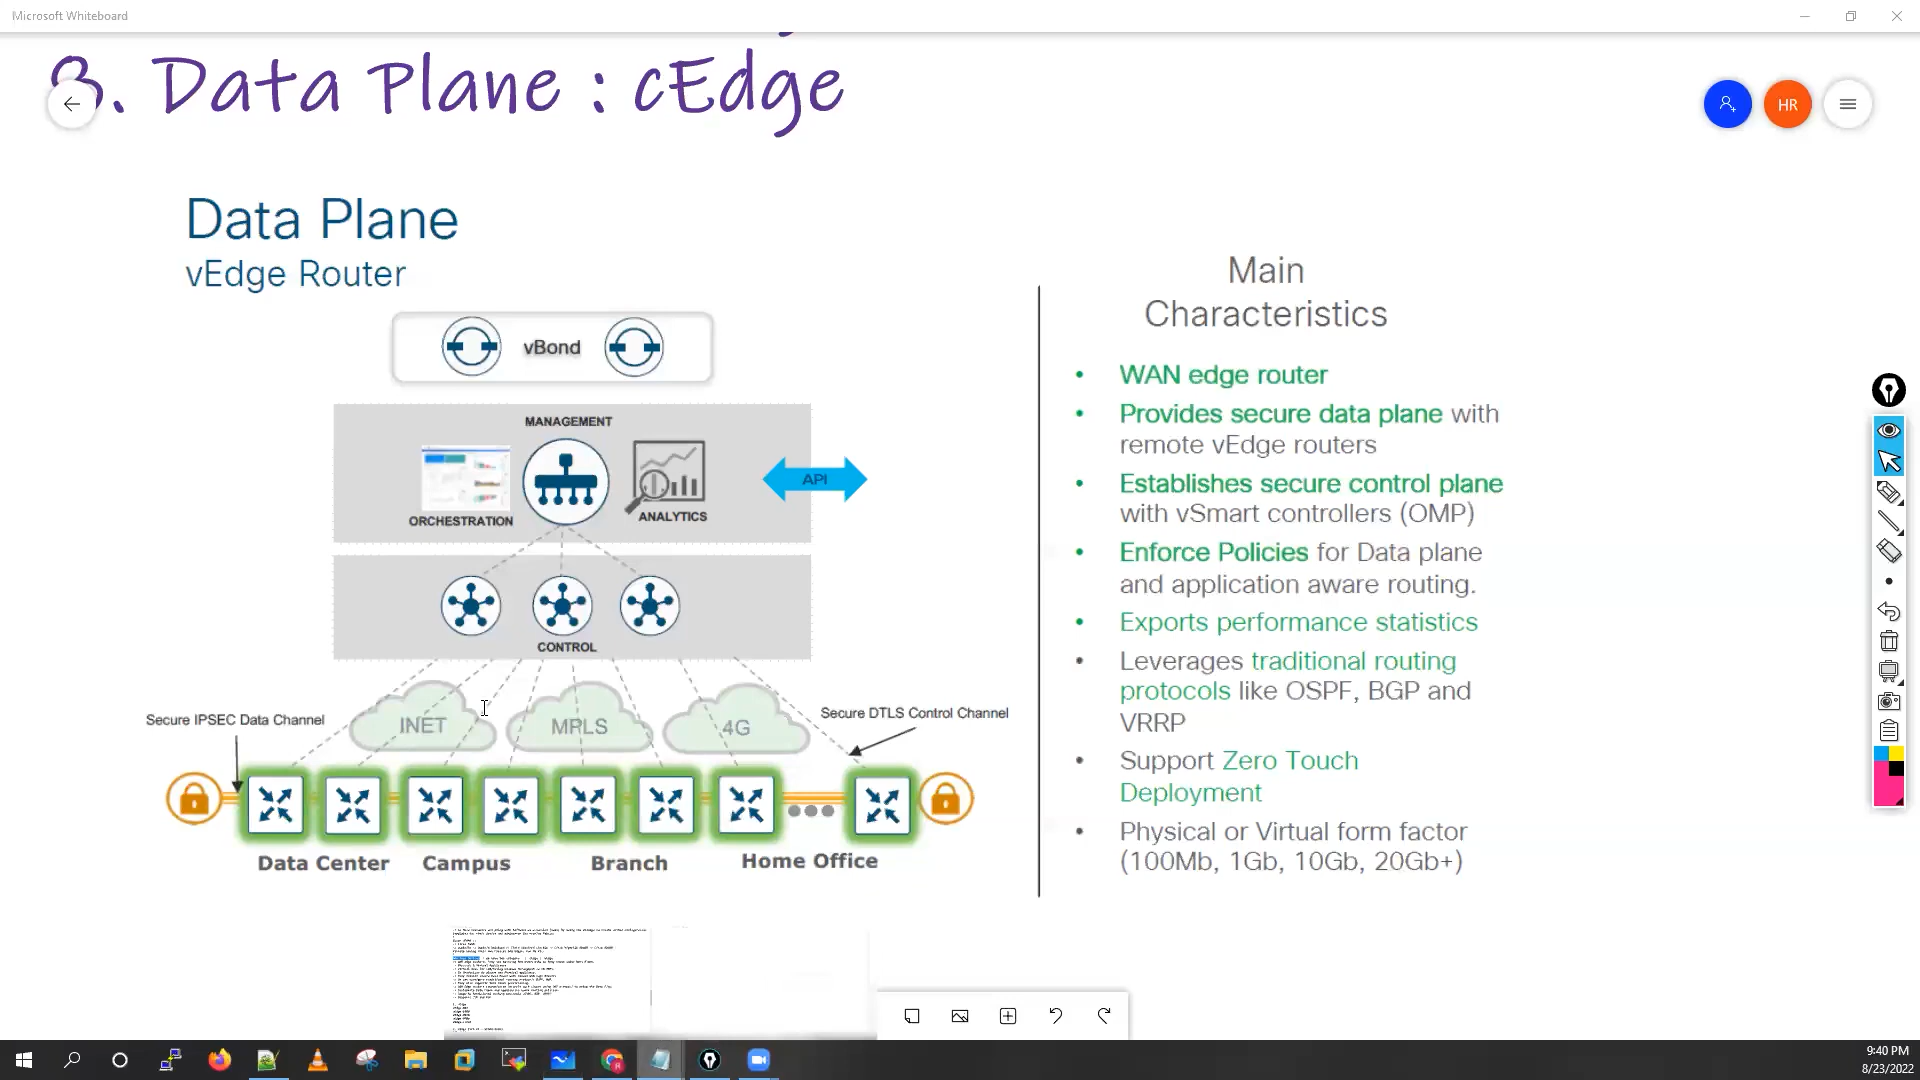 Microsoft Whiteboard
3. Data Plane : cEdge
HR
Data Plane
vEdge Router
vBond
MANAGEMENT
ORCHESTRATION
ANALYTICS
API
CONTROL
INET
MPLS
4G
Secure IPSEC Data Channel
Secure DTLS Control Channel
Data Center
Campus
Branch
Home Office
Main
Characteristics
• WAN edge router
• Provides secure data plane with
remote vEdge routers
• Establishes secure control plane
with vSmart controllers (OMP)
• Enforce Policies for Data plane
and application aware routing.
• Exports performance statistics
• Leverages traditional routing
protocols like OSPF, BGP and
VRRP
• Support Zero Touch
Deployment
• Physical or Virtual form factor
(100Mb, 1Gb, 10Gb, 20Gb+)
9:40 PM
8/23/2022